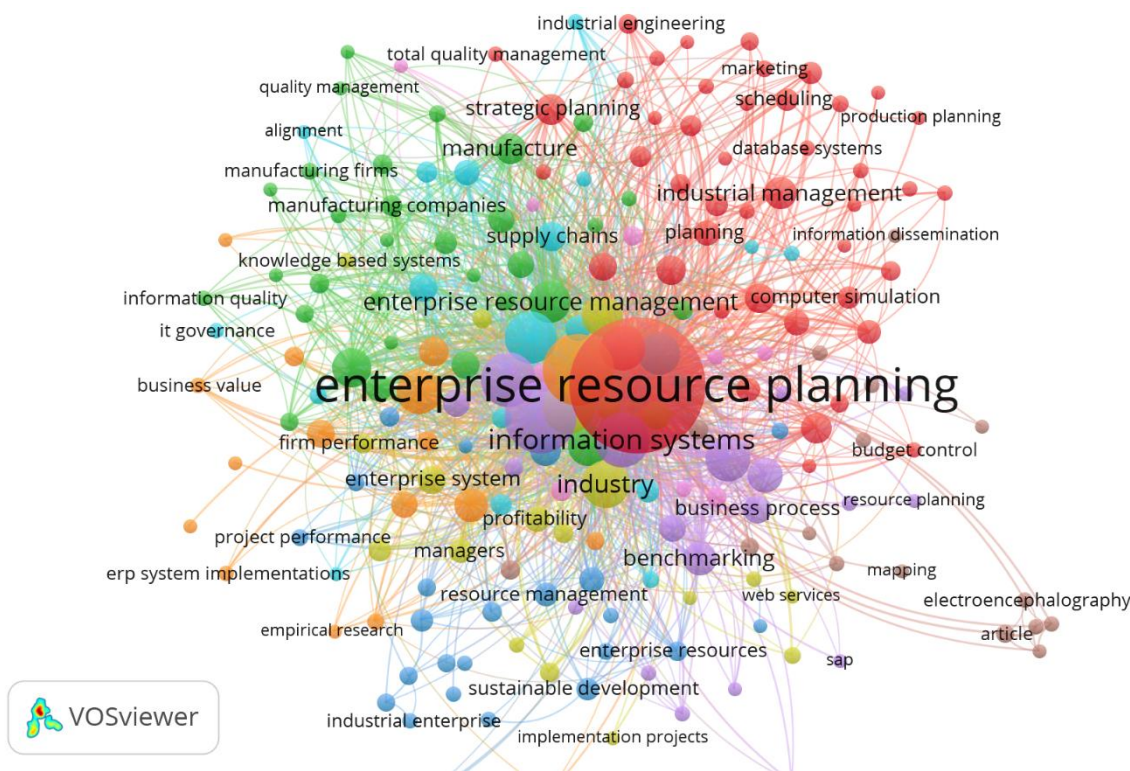 industrial engineering
total quality management
marketing
quality management
strategic planning
scheduling
production planning
alignment
manufacture
database systems
manufacturing firms
industrial management
manufacturing companies
supply chains
planning
information dissemination
knowledge based systems
information quality
enterprise resource management
computer simulation
it governance
business value
enterprise resource planning
firm performance
information systems
budget control
enterprise system
industry
resource planning
profitability
business process
project performance
managers
benchmarking
erp system implementations
mapping
resource management
web services
electroencephalography
empirical research
article
enterprise resources
sap
sustainable development
industrial enterprise
implementation projects
VOSviewer